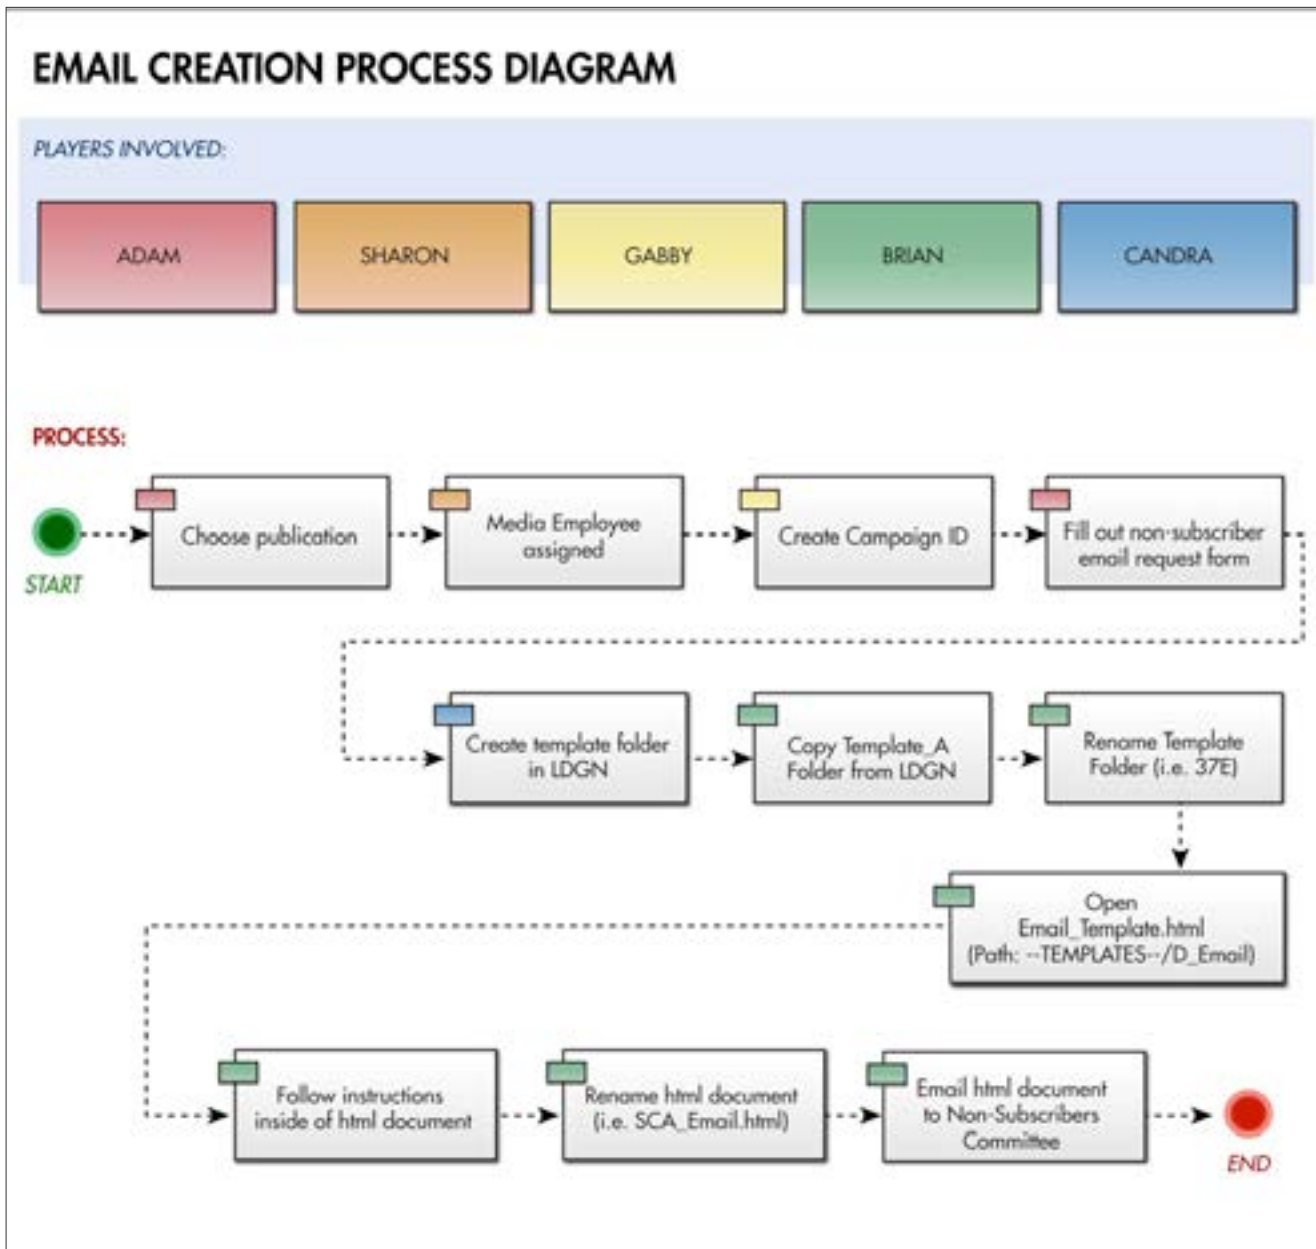 EMAIL CREATION PROCESS DIAGRAM
PLAYERS INVOLVED:
ADAM
SHARON
GABBY
BRIAN
CANDRA
PROCESS:
START
Choose publication
Media Employee
assigned
Create Campaign ID
Fill out non-subscriber
email request form
Create template folder
in LDGN
Copy Template_A
Folder from LDGN
Rename Template
Folder (i.e. 37E)
Open
Email_Template.html
(Path: --TEMPLATES--/D_Email)
Follow instructions
inside of html document
Rename html document
(i.e. SCA_Email.html)
Email html document
to Non-Subscribers
Committee
END